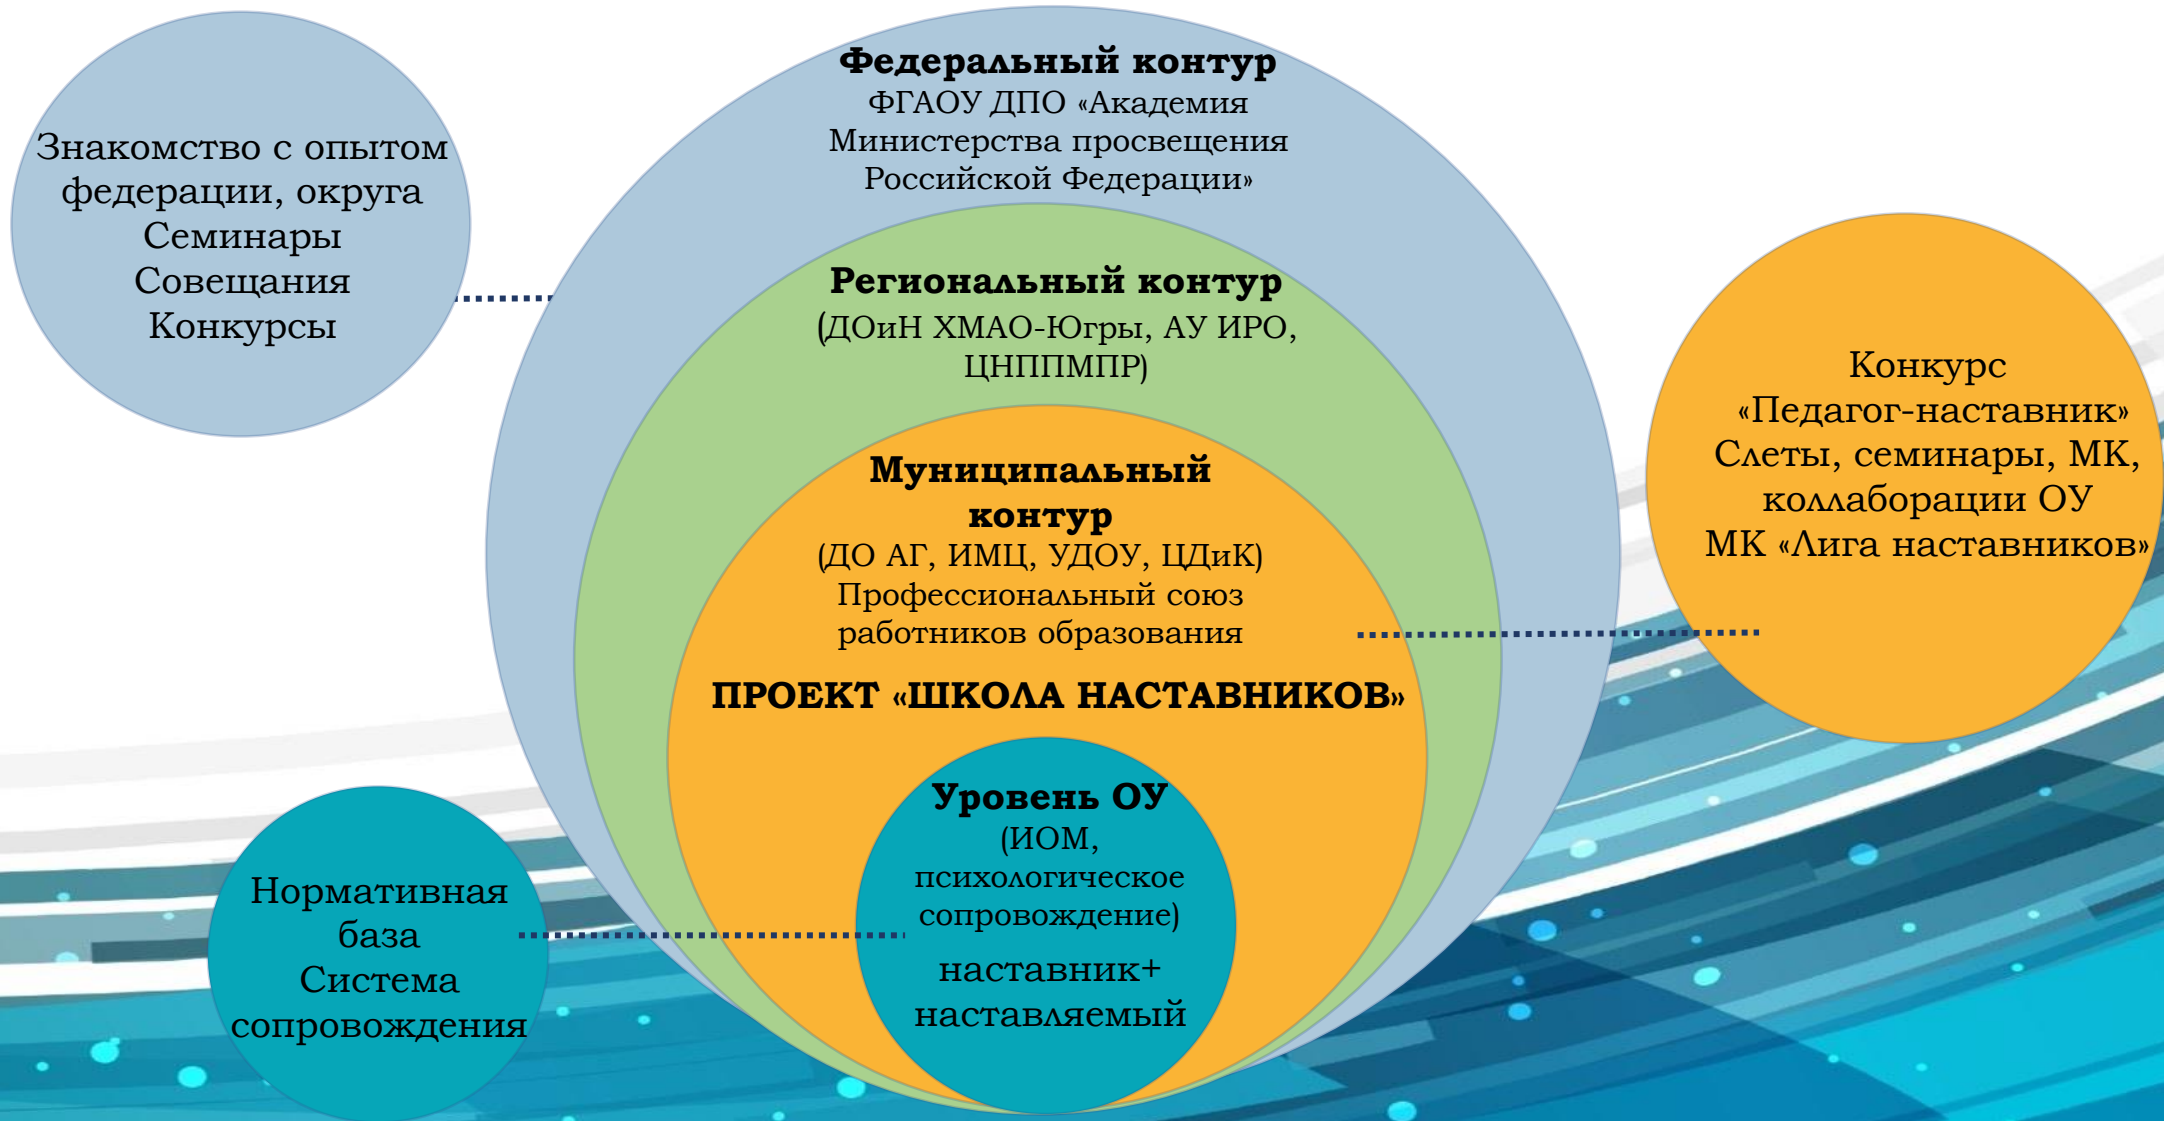 Знакомство с опытом
федерации, округа
Семинары
Совещания
Конкурсы
Федеральный контур
ФГАОУ ДПО «Академия
Министерства просвещения
Российской Федерации»
Региональный контур
(ДОиН ХМАО-Югры, АУ ИРО,
ЦНППМПР)
Муниципальный
контур
(ДО АГ, ИМЦ, УДОУ, ЦДиК)
Профессиональный союз
работников образования
ПРОЕКТ «ШКОЛА НАСТАВНИКОВ»
Уровень ОУ
(ИОМ,
психологическое
сопровождение)
наставник+
наставляемый
Конкурс
«Педагог-наставник»
Слеты, семинары, МК,
коллаборации ОУ
МК «Лига наставников»
Нормативная
база
Система
сопровождения